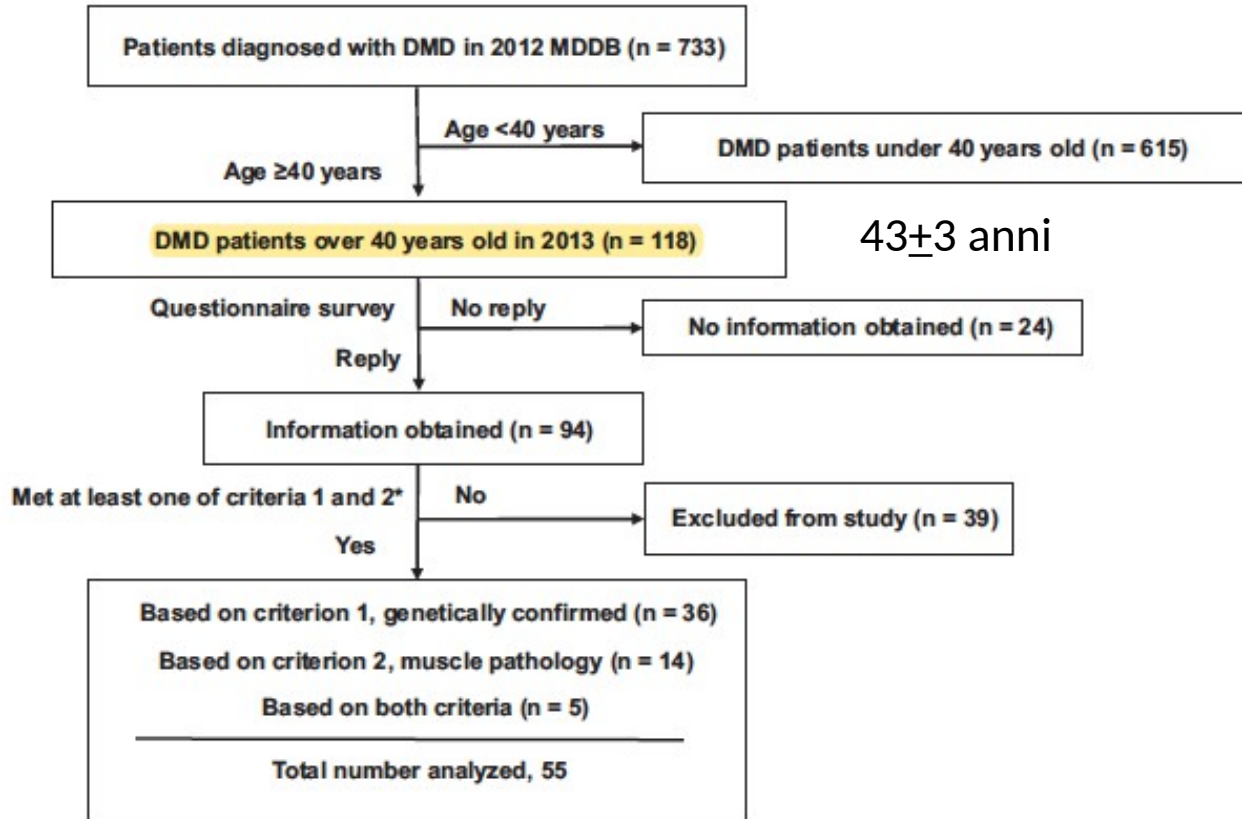 Patients diagnosed with DMD in 2012 MDDB (n = 733)
Age <40 years
DMD patients under 40 years old (n = 615)
Age ≥40 years
DMD patients over 40 years old in 2013 (n = 118)
43±3 anni
Questionnaire survey
No reply
No information obtained (n = 24)
Reply
Information obtained (n = 94)
Met at least one of criteria 1 and 2*
No
Excluded from study (n = 39)
Yes
Based on criterion 1, genetically confirmed (n = 36)
Based on criterion 2, muscle pathology (n = 14)
Based on both criteria (n = 5)
Total number analyzed, 55